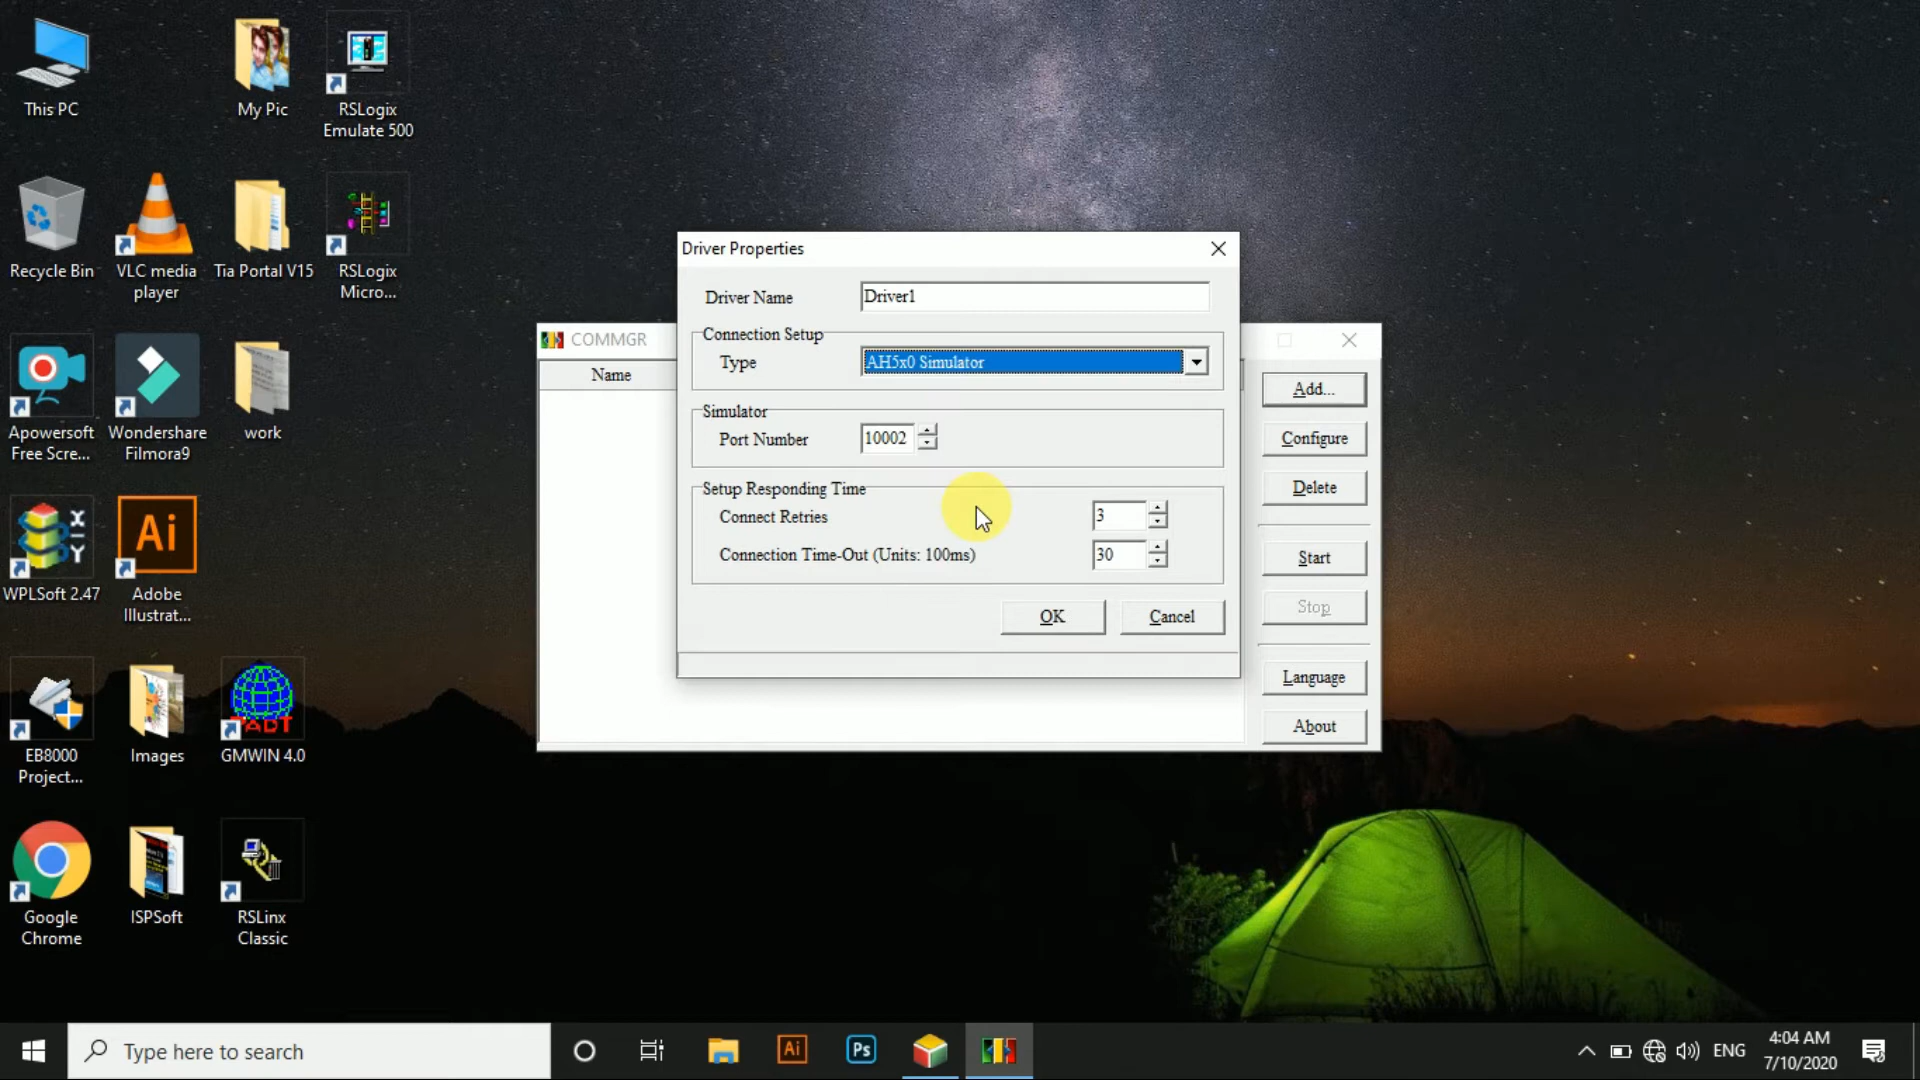 This PC
My Pic
RSLogix
Emulate 500
Recycle Bin
VLC media
player
Tia Portal V15
RSLogix
Micro...
Apowersoft
Free Scre...
Wondershare
Filmora9
work
X
Y
WPLSoft 2.47
Ai
Adobe
Illustrat...
EB8000
Project...
Images
PADT
GMWIN 4.0
Google
Chrome
ISPSoft
RSLinx
Classic
COMMGR
Name
Add...
Configure
Delete
Start
Stop
Language
About
Driver Properties
Driver Name
Driver1
Connection Setup
Type
AH5x0 Simulator
Simulator
Port Number
10002
Setup Responding Time
Connect Retries
3
Connection Time-Out (Units: 100ms)
30
OK
Cancel
Type here to search
Ai
Ps
ENG
4:04 AM
7/10/2020